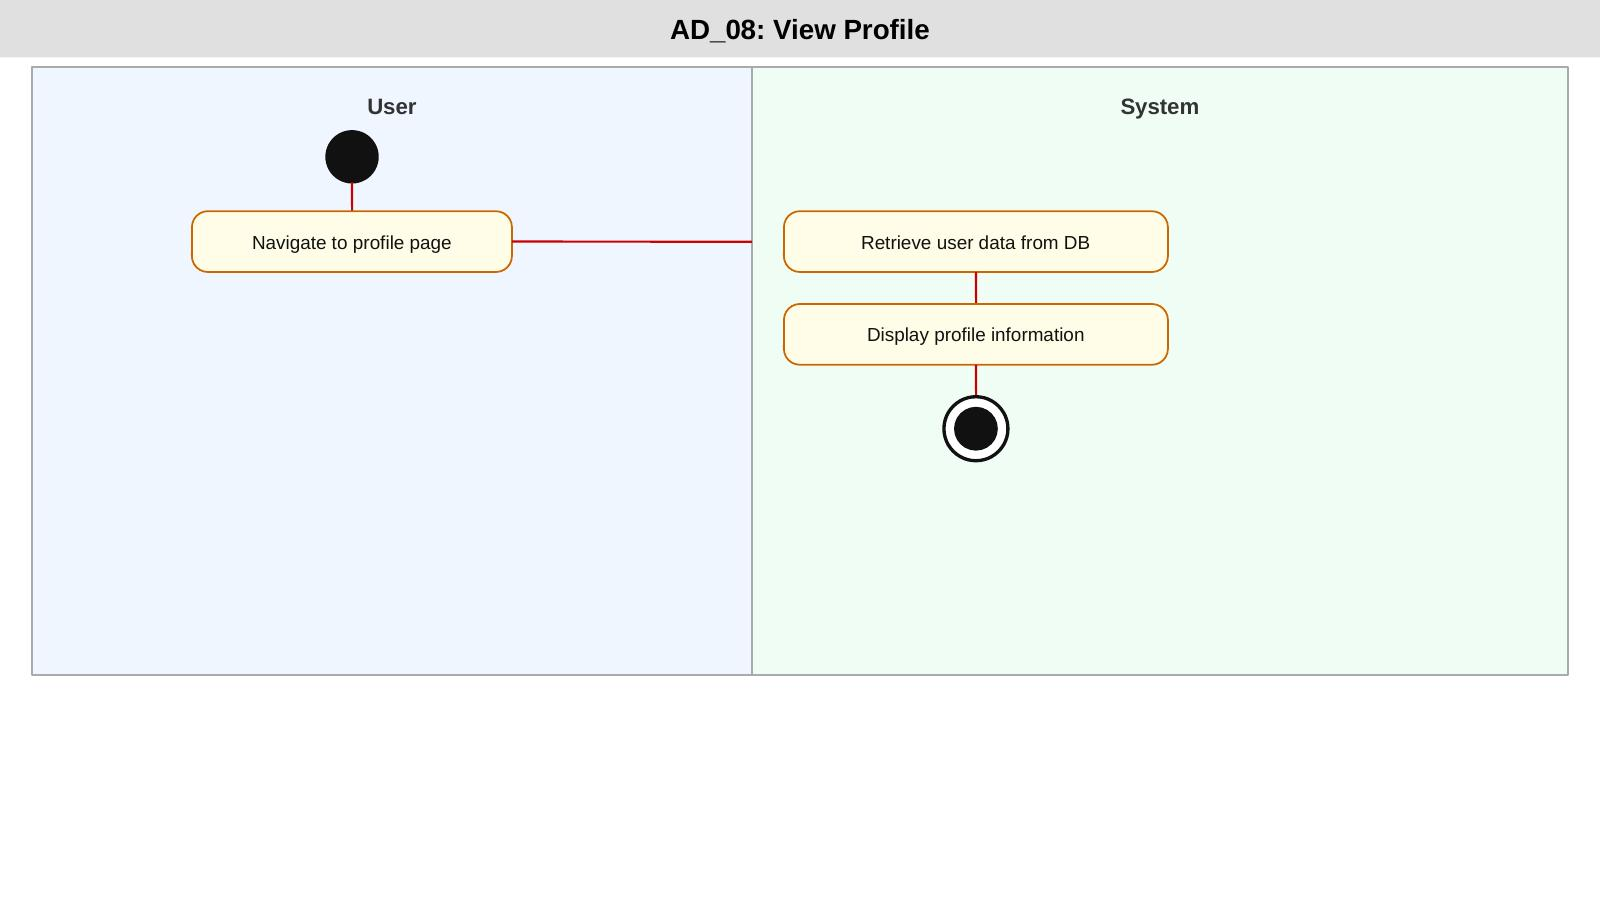 AD_08: View Profile
User
System
Navigate to profile page
Retrieve user data from DB
Display profile information